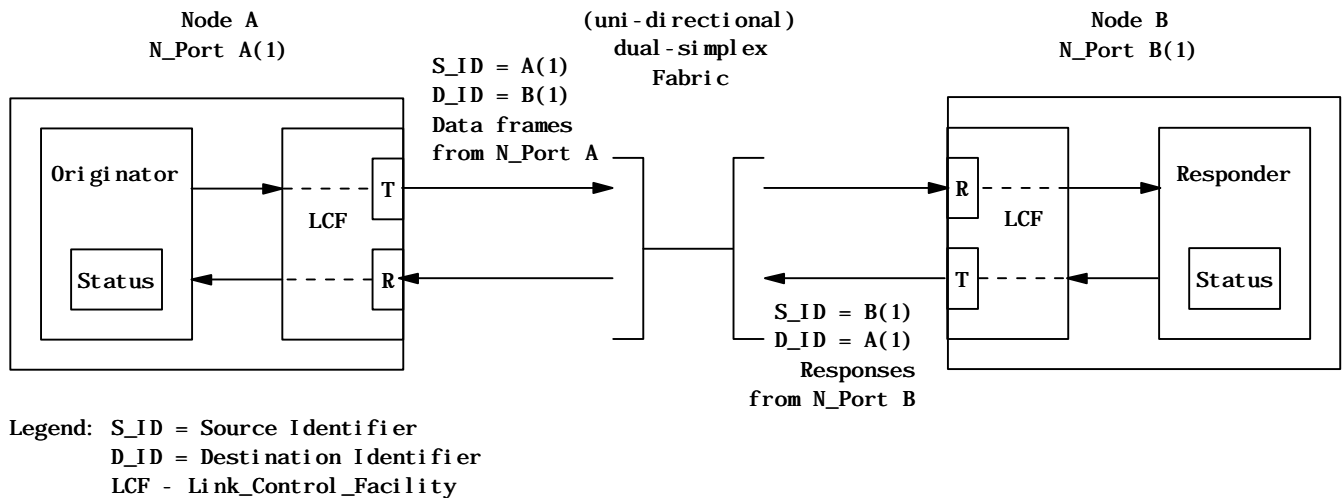 Node A
N_Port A(1)
(uni-directional)
dual-simplex
Fabric
Node B
N_Port B(1)
S_ID = A(1)
D_ID = B(1)
Data frames
from N_Port A
Originator
T
LCF
Status
R
R
LCF
Responder
T
Status
S_ID = B(1)
D_ID = A(1)
Responses
from N_Port B
Legend: S_ID = Source Identifier
D_ID = Destination Identifier
LCF - Link_Control_Facility